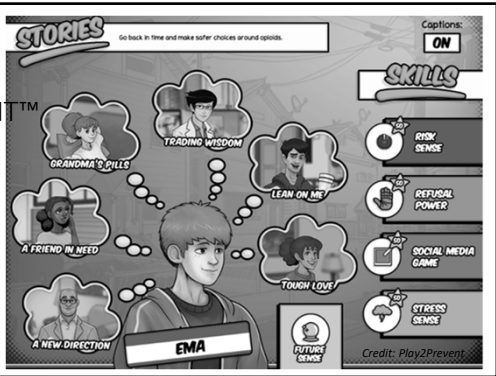 STORIES
Go back in time and make safer choices around opioids.
Captions:
ON
SKILLS
T™
GRANDMA'S PILLS
TRADING WISDOM
LEAN ON ME
A FRIEND IN NEED
TOUGH LOVE
A NEW DIRECTION
EMA
FUTURE
SENSE
RISK
SENSE
REFUSAL
POWER
SOCIAL MEDIA
GAME
STRESS
SENSE
Credit: Play2Prevent